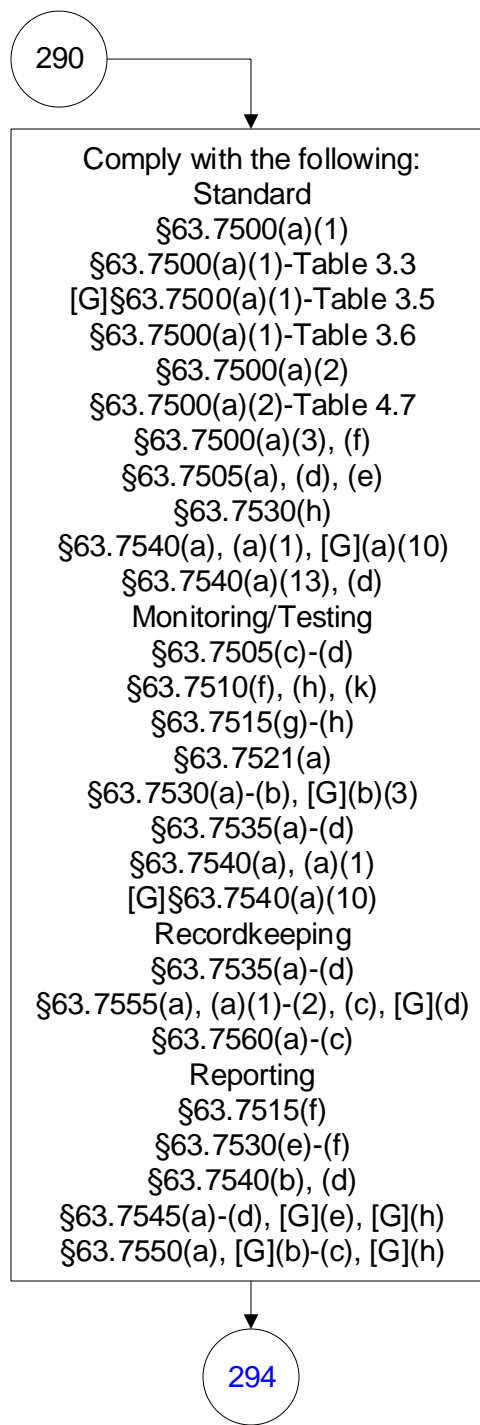 290
Comply with the following:
Standard
§63.7500(a)(1)
§63.7500(a)(1)-Table 3.3
[G]§63.7500(a)(1)-Table 3.5
§63.7500(a)(1)-Table 3.6
§63.7500(a)(2)
§63.7500(a)(2)-Table 4.7
§63.7500(a)(3), (f)
§63.7505(a), (d), (e)
§63.7530(h)
§63.7540(a), (a)(1), [G](a)(10)
§63.7540(a)(13), (d)
Monitoring/Testing
§63.7505(c)-(d)
§63.7510(f), (h), (k)
§63.7515(g)-(h)
§63.7521(a)
§63.7530(a)-(b), [G](b)(3)
§63.7535(a)-(d)
§63.7540(a), (a)(1)
[G]§63.7540(a)(10)
Recordkeeping
§63.7535(a)-(d)
§63.7555(a), (a)(1)-(2), (c), [G](d)
§63.7560(a)-(c)
Reporting
§63.7515(f)
§63.7530(e)-(f)
§63.7540(b), (d)
§63.7545(a)-(d), [G](e), [G](h)
§63.7550(a), [G](b)-(c), [G](h)
294